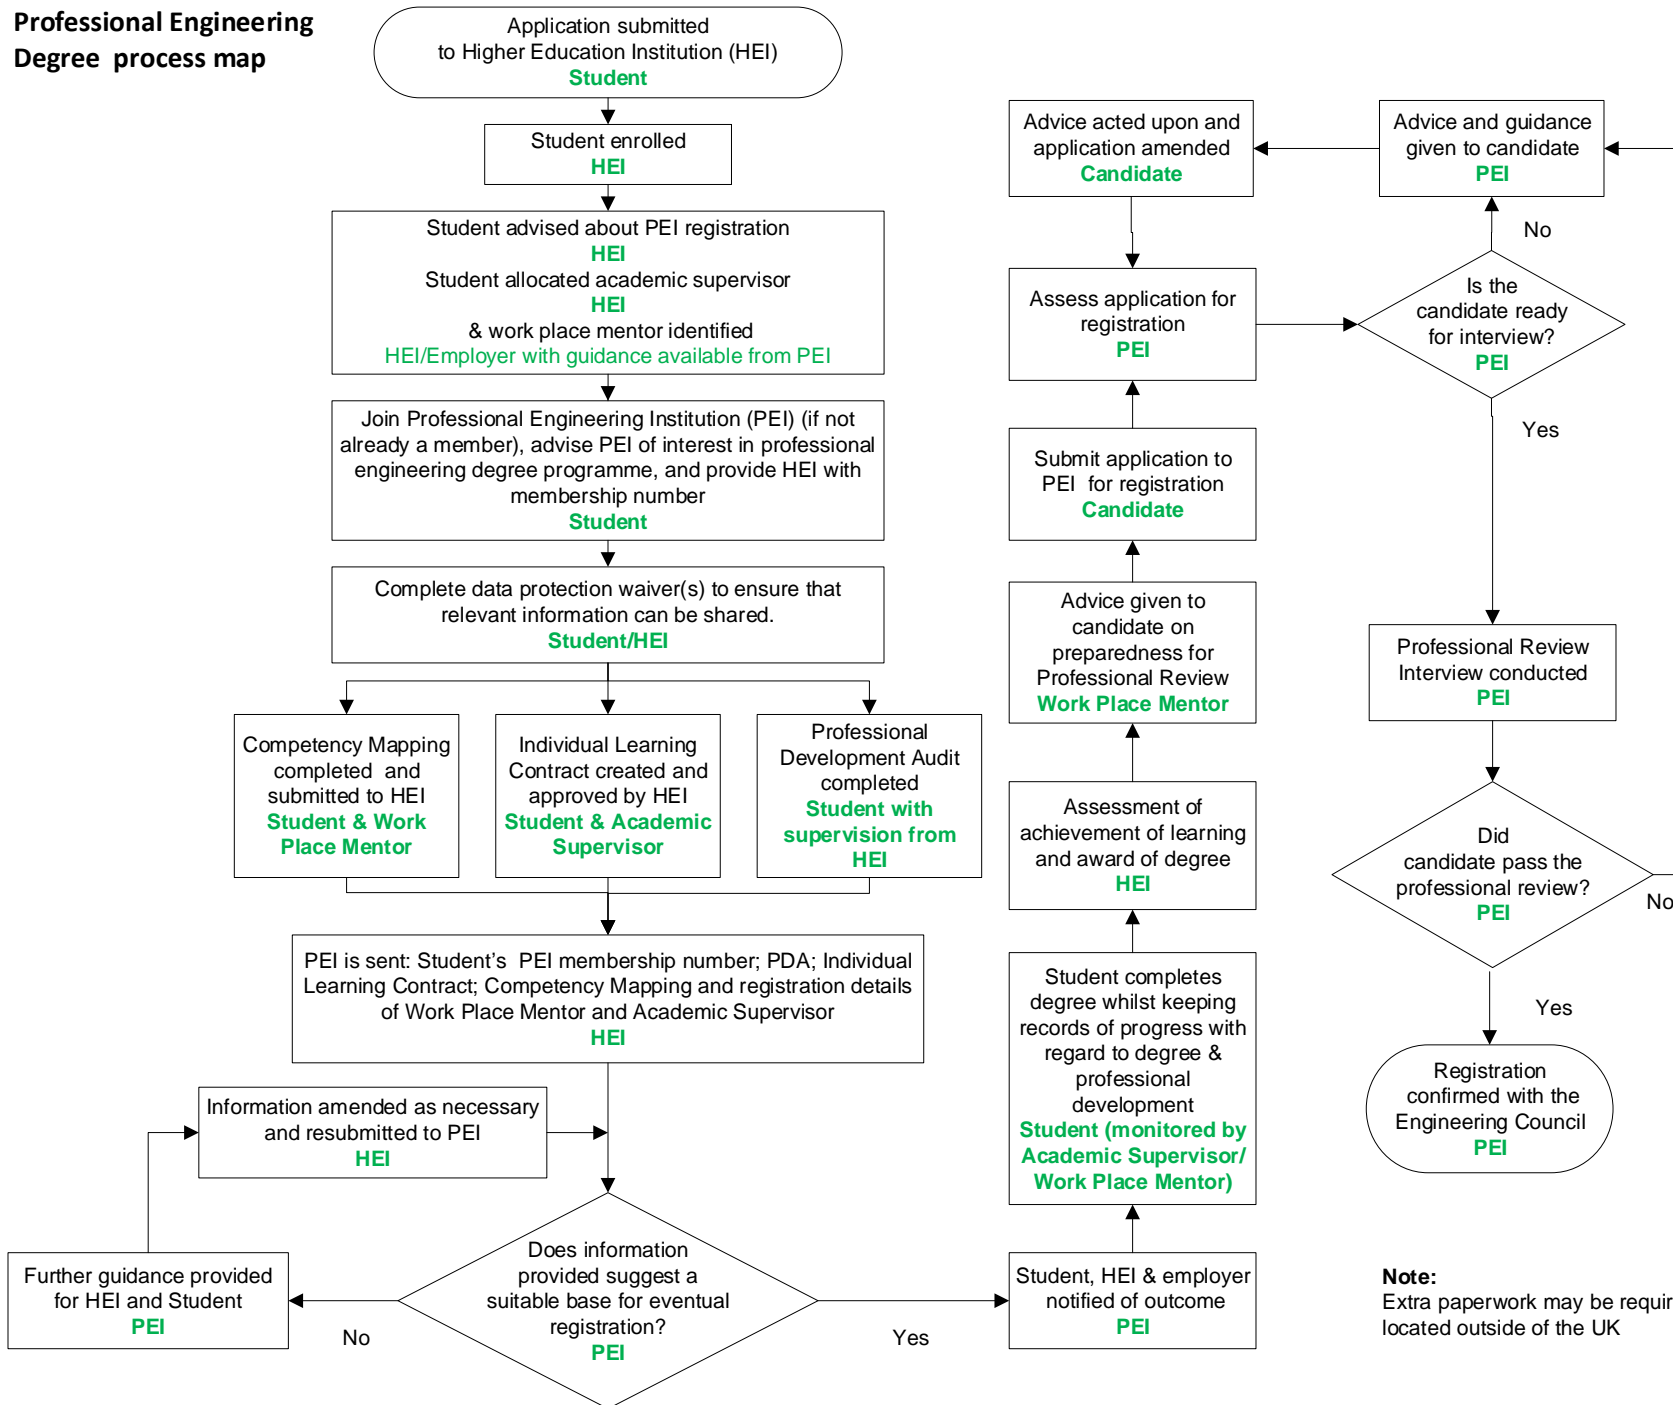 Professional Engineering
Degree process map
Application submitted
to Higher Education Institution (HEI)
Student
Student enrolled
HEI
Student advised about PEI registration
HEI
Student allocated academic supervisor
HEI
& work place mentor identified
HEI/Employer with guidance available from PEI
Join Professional Engineering Institution (PEI) (if not
already a member), advise PEI of interest in professional
engineering degree programme, and provide HEI with
membership number
Student
Complete data protection waiver(s) to ensure that
relevant information can be shared.
Student/HEI
Competency Mapping
completed and
submitted to HEI
Student & Work
Place Mentor
Individual Learning
Contract created and
approved by HEI
Student & Academic
Supervisor
Professional
Development Audit
completed
Student with
supervision from
HEI
PEI is sent: Student’s PEI membership number; PDA; Individual
Learning Contract; Competency Mapping and registration details
of Work Place Mentor and Academic Supervisor
HEI
Information amended as necessary
and resubmitted to PEI
HEI
Further guidance provided
for HEI and Student
PEI
No
Does information
provided suggest a
suitable base for eventual
registration?
PEI
Yes
Student, HEI & employer
notified of outcome
PEI
Student completes
degree whilst keeping
records of progress with
regard to degree &
professional
development
Student (monitored by
Academic Supervisor/
Work Place Mentor)
Assessment of
achievement of learning
and award of degree
HEI
Advice given to
candidate on
preparedness for
Professional Review
Work Place Mentor
Submit application to
PEI for registration
Candidate
Assess application for
registration
PEI
Advice acted upon and
application amended
Candidate
Advice and guidance
given to candidate
PEI
No
Is the
candidate ready
for interview?
PEI
Yes
Professional Review
Interview conducted
PEI
Did
candidate pass the
professional review?
PEI
No
Yes
Registration
confirmed with the
Engineering Council
PEI
Note:
Extra paperwork may be requir
located outside of the UK